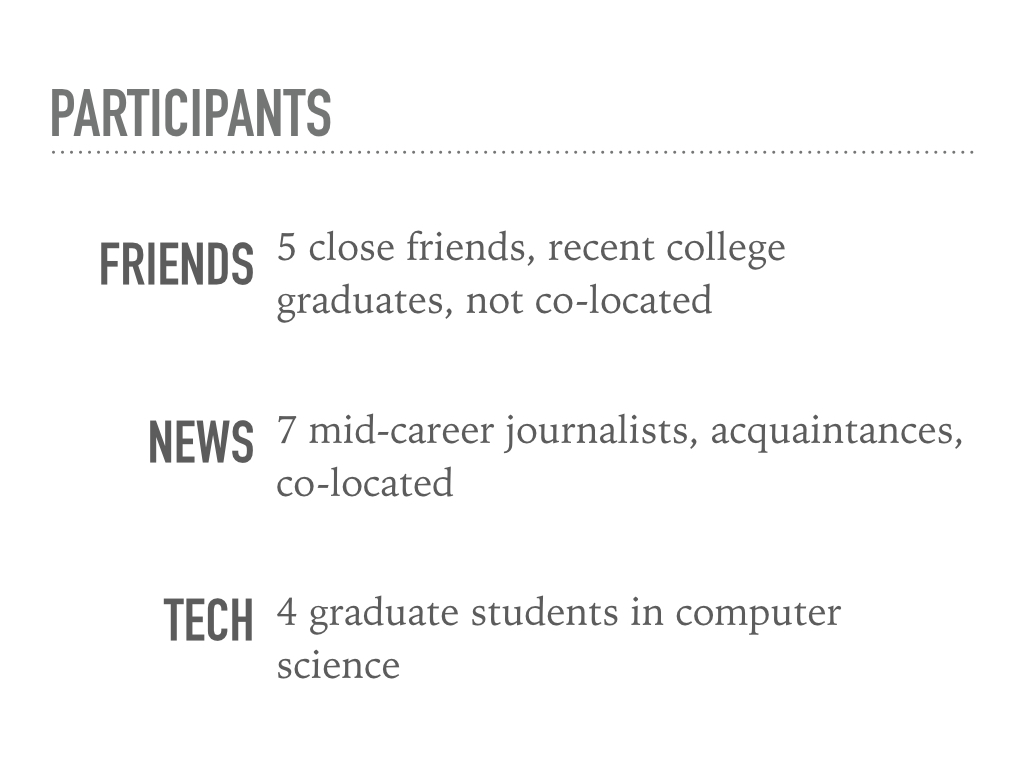 PARTICIPANTS
FRIENDS
5 close friends, recent college
graduates, not co-located
NEWS
7 mid-career journalists, acquaintances,
co-located
TECH
4 graduate students in computer
science